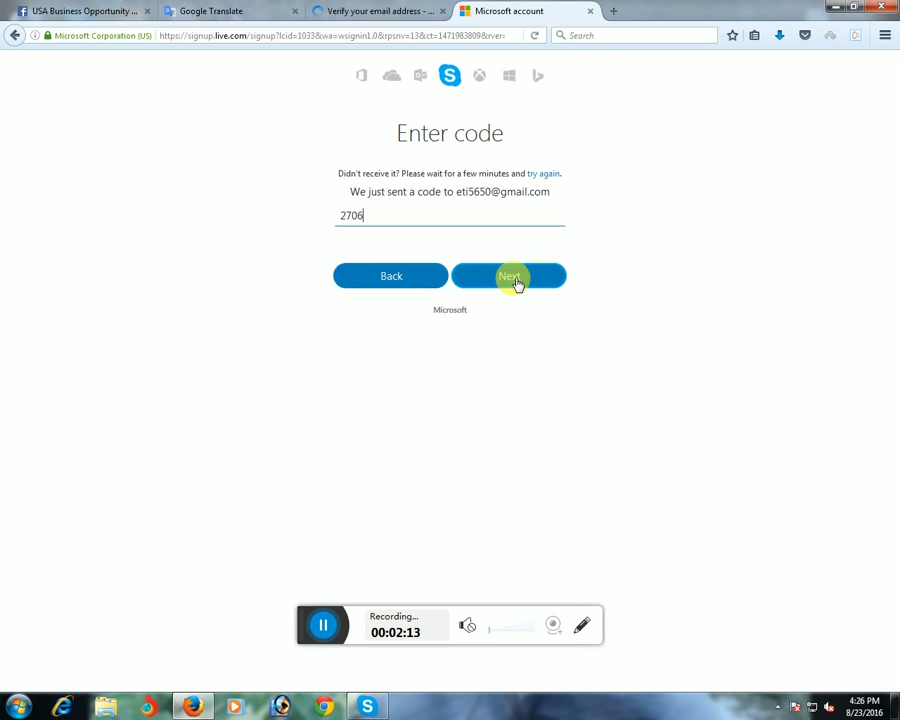 USA Business Opportunity ...
Google Translate
Verify your email address - ...
Microsoft account
Microsoft Corporation (US)
https://signup.live.com/signup?lcid=1033&wa=wsignin1.0&rpsnv=13&ct=1471983809&rver=
Search
Enter code
Didn't receive it? Please wait for a few minutes and try again.
We just sent a code to eti5650@gmail.com
2706
Back
Next
Microsoft
Recording...
00:02:13
4:26 PM
8/23/2016